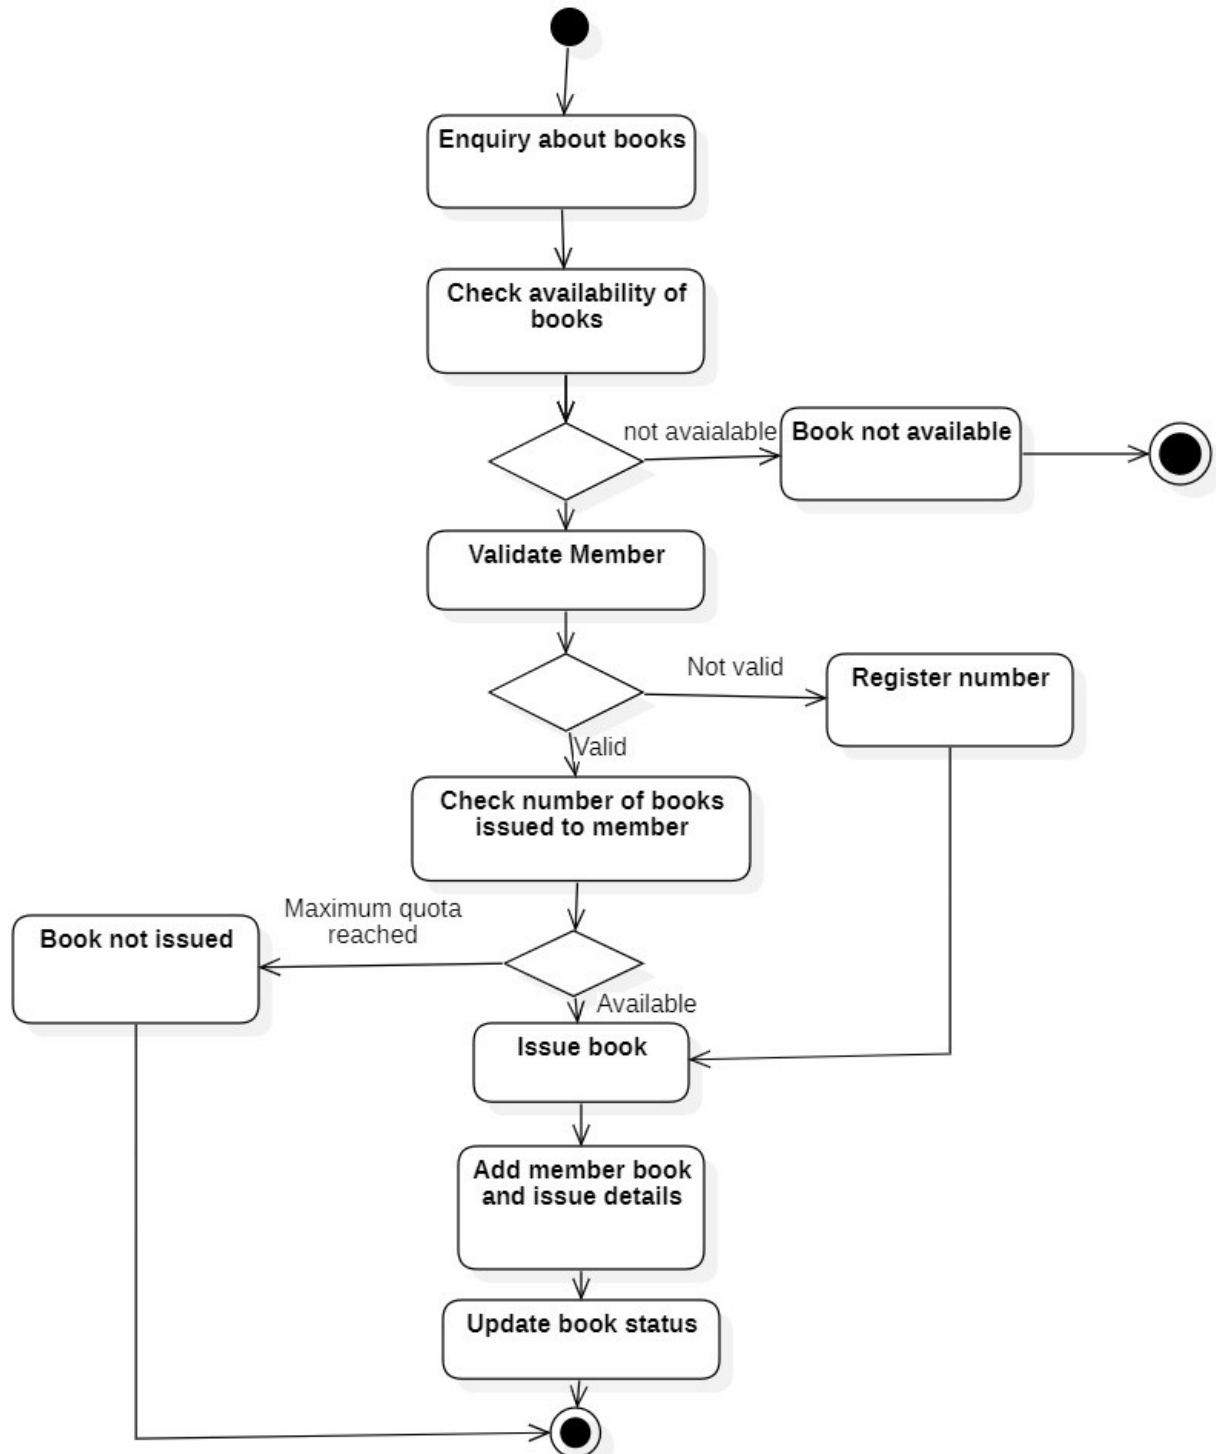 Enquiry about books
Check availability of
books
not avaialable
Book not available
Validate Member
Not valid
Register number
Valid
Check number of books
issued to member
Maximum quota
reached
Book not issued
Available
Issue book
Add member book
and issue details
Update book status